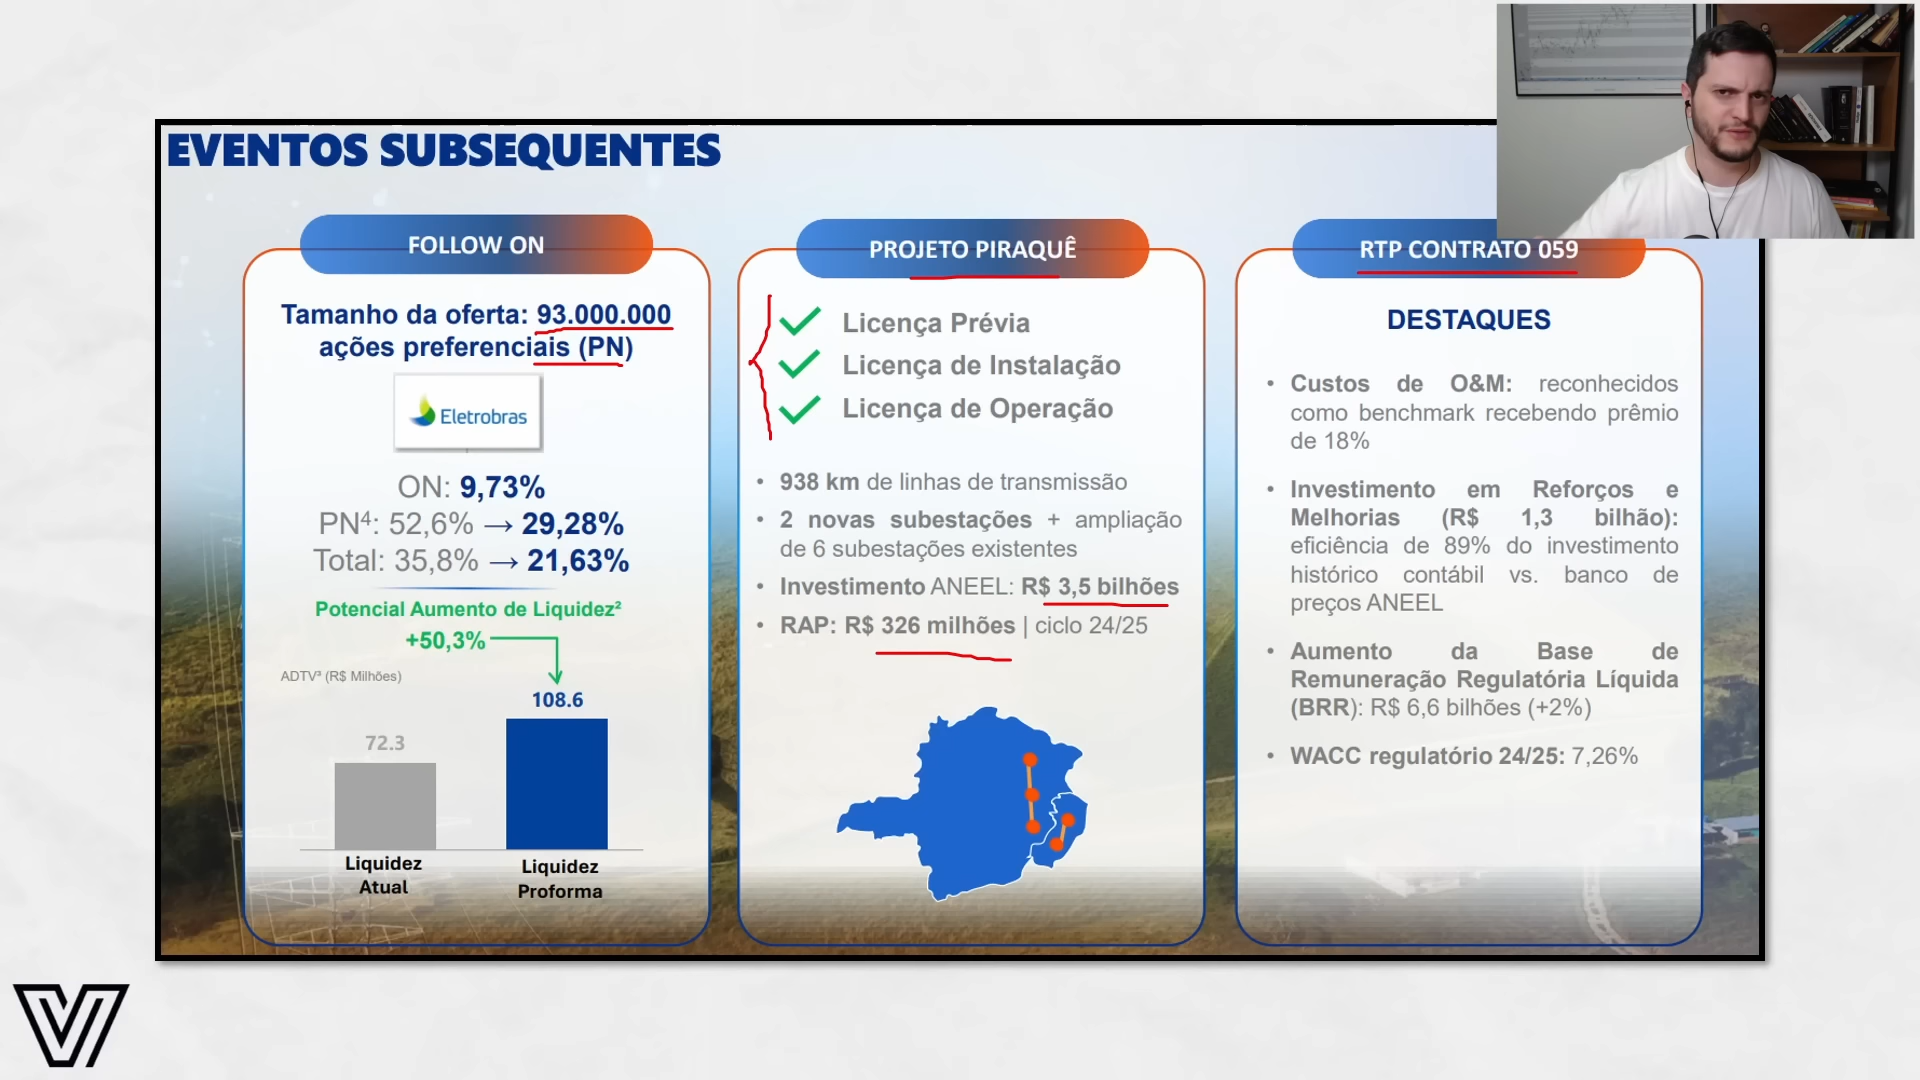 EVENTOS SUBSEQUENTES
FOLLOW ON
Tamanho da oferta: 93.000.000
ações preferenciais (PN)
Eletrobras
ON: 9,73%
PN⁴: 52,6% → 29,28%
Total: 35,8% → 21,63%
Potencial Aumento de Liquidez²
+50,3%
ADTV³ (R$ Milhões)
108.6
72.3
Liquidez
Atual
Liquidez
Proforma
PROJETO PIRAQUÊ
Licença Prévia
Licença de Instalação
Licença de Operação
• 938 km de linhas de transmissão
• 2 novas subestações + ampliação
de 6 subestações existentes
• Investimento ANEEL: R$ 3,5 bilhões
• RAP: R$ 326 milhões | ciclo 24/25
RTP CONTRATO 059
DESTAQUES
• Custos de O&M: reconhecidos
como benchmark recebendo prêmio
de 18%
• Investimento em Reforços e
Melhorias (R$ 1,3 bilhão):
eficiência de 89% do investimento
histórico contábil vs. banco de
preços ANEEL
• Aumento da Base de
Remuneração Regulatória Líquida
(BRR): R$ 6,6 bilhões (+2%)
• WACC regulatório 24/25: 7,26%